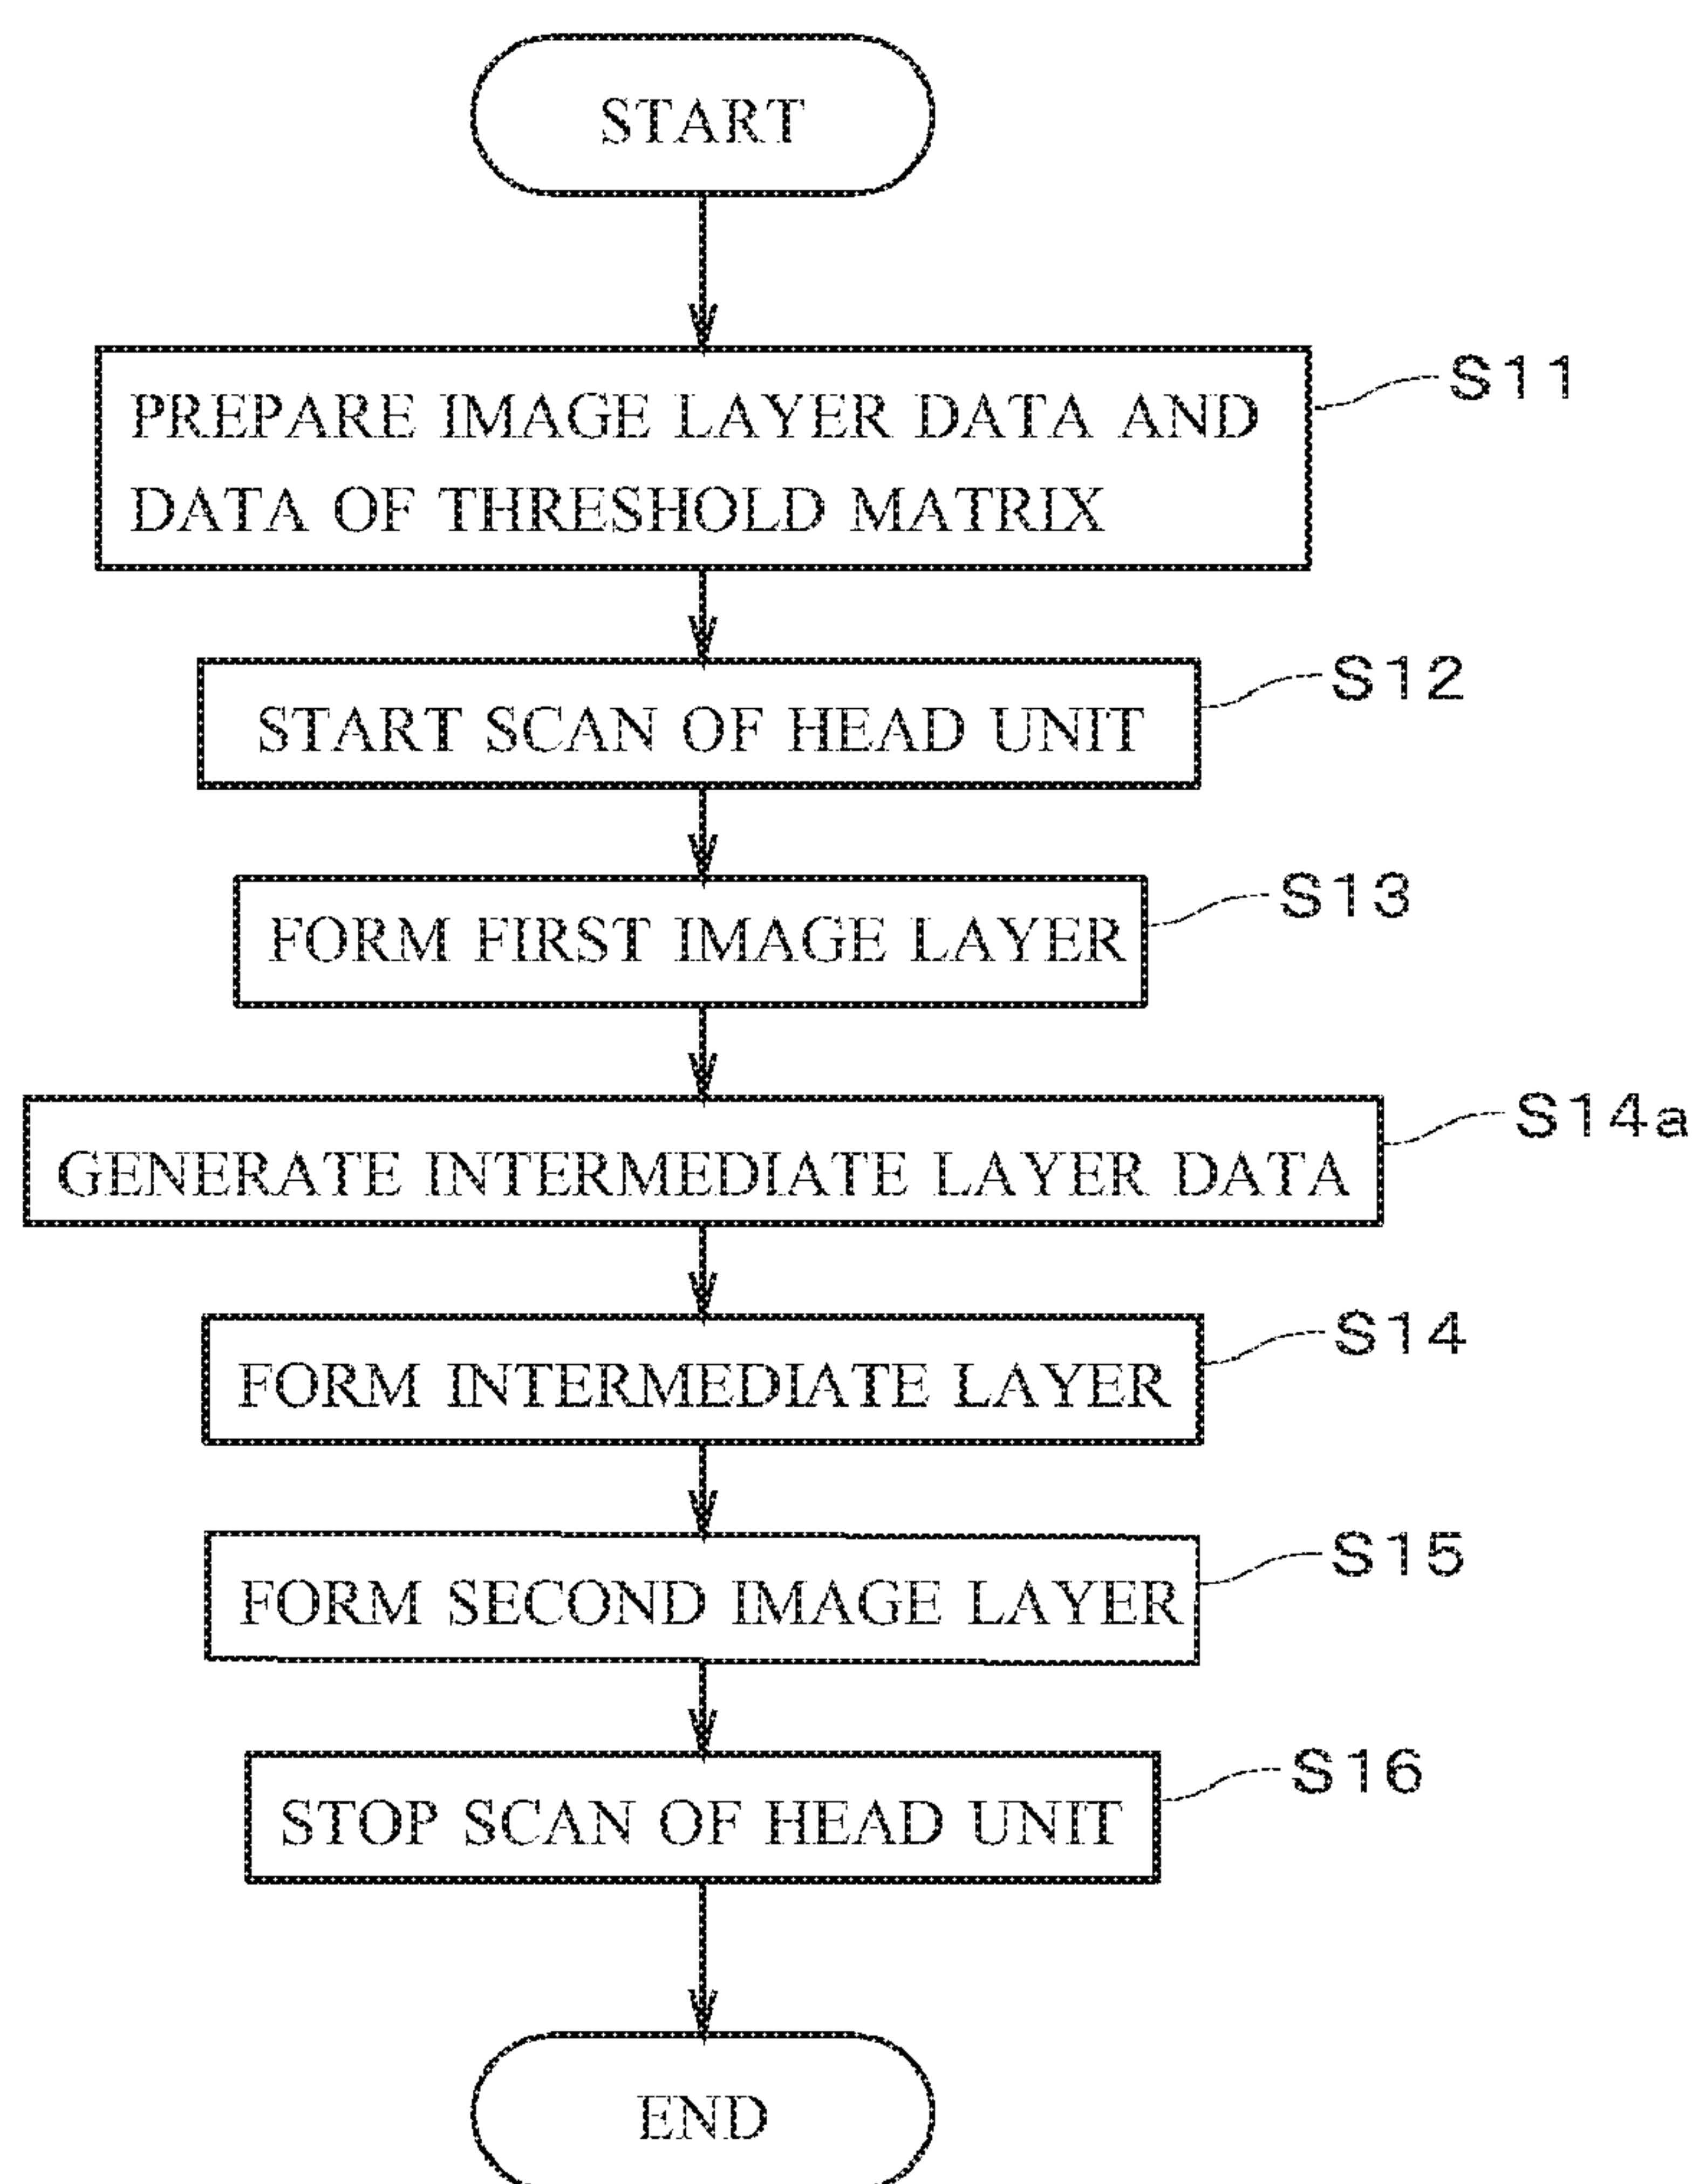 START
PREPARE IMAGE LAYER DATA AND
DATA OF THRESHOLD MATRIX
S11
START SCAN OF HEAD UNIT
S12
FORM FIRST IMAGE LAYER
S13
GENERATE INTERMEDIATE LAYER DATA
S14a
FORM INTERMEDIATE LAYER
S14
FORM SECOND IMAGE LAYER
S15
STOP SCAN OF HEAD UNIT
S16
END